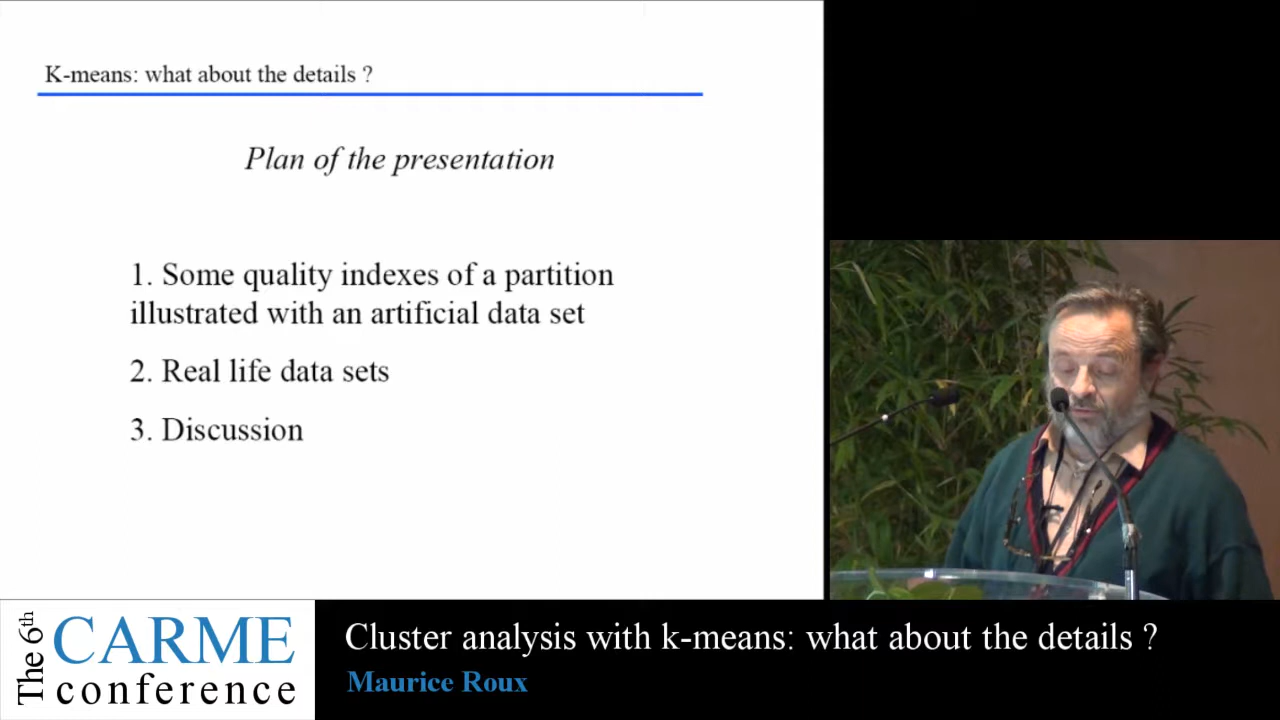 K-means: what about the details ?
Plan of the presentation
1. Some quality indexes of a partition
illustrated with an artificial data set
2. Real life data sets
3. Discussion
The 6th
CARME
conference
Cluster analysis with k-means: what about the details ?
Maurice Roux